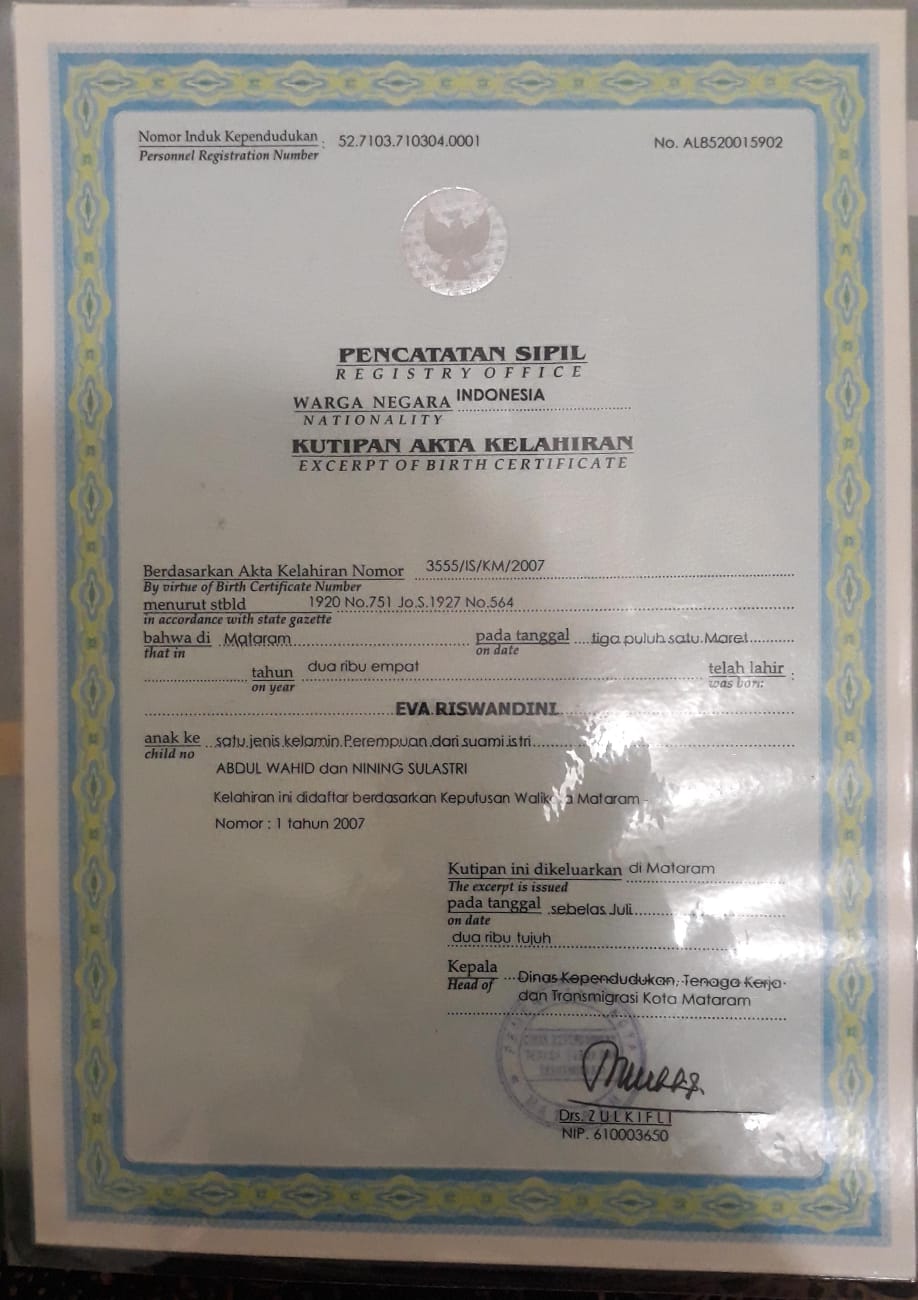 Nomor Induk Kependudukan : 52.7103.710304.0001 No. AL8520015902
Personnel Registration Number
PENCATATAN SIPIL
REGISTRY OFFICE
WARGA NEGARA INDONESIA
NATIONALITY
KUTIPAN AKTA KELAHIRAN
EXCERPT OF BIRTH CERTIFICATE
Berdasarkan Akta Kelahiran Nomor 3555/IS/KM/2007
By virtue of Birth Certificate Number
menurut stbld 1920 No.751 Jo.S.1927 No.564
in accordance with state gazette
bahwa di Mataram pada tanggal tiga puluh satu Maret
that in on date
tahun dua ribu empat telah lahir :
on year was born:
EVA RISWANDINI
anak ke satu jenis kelamin Perempuan dari suami istri
child no
ABDUL WAHID dan NINING SULASTRI
Kelahiran ini didaftar berdasarkan Keputusan Mataram -
Nomor : 1 tahun 2007
Kutipan ini dikeluarkan di Mataram
The excerpt is issued
pada tanggal sebelas Juli
on date
dua ribu tujuh
Kepala Dinas Kependudukan, Tenaga Kerja
Head of
dan Transmigrasi Kota Mataram
Drs. ZULKIFLI
NIP. 610003650